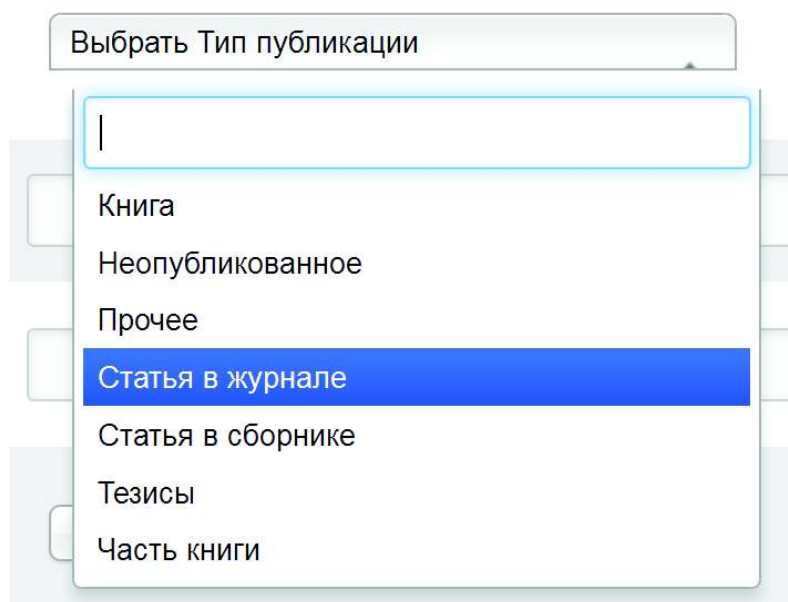 Выбрать Тип публикации
Книга
Неопубликованное
Прочее
Статья в журнале
Статья в сборнике
Тезисы
Часть книги